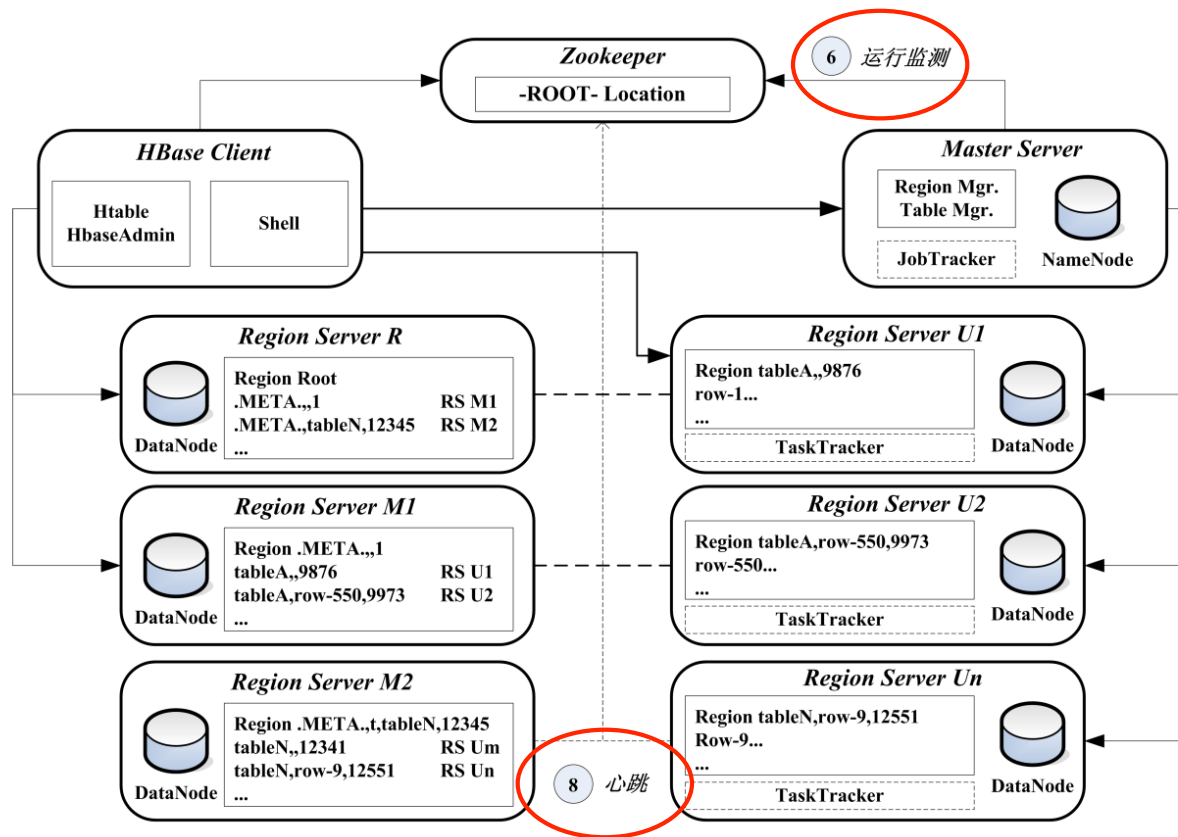 Zookeeper
-ROOT- Location
6 运行监测
HBase Client
Htable
HbaseAdmin
Shell
Master Server
Region Mgr.
Table Mgr.
JobTracker
NameNode
Region Server R
Region Root
.META.,,1 RS M1
.META.,tableN,12345 RS M2
...
DataNode
Region Server U1
Region tableA,,9876
row-1...
...
TaskTracker
DataNode
Region Server M1
Region .META.,,1
tableA,,9876 RS U1
tableA,row-550,9973 RS U2
...
DataNode
Region Server U2
Region tableA,row-550,9973
row-550...
...
TaskTracker
DataNode
Region Server M2
Region .META.,t,tableN,12345
tableN,,12341 RS Um
tableN,row-9,12551 RS Un
...
DataNode
8 心跳
Region Server Un
Region tableN,row-9,12551
Row-9...
...
TaskTracker
DataNode